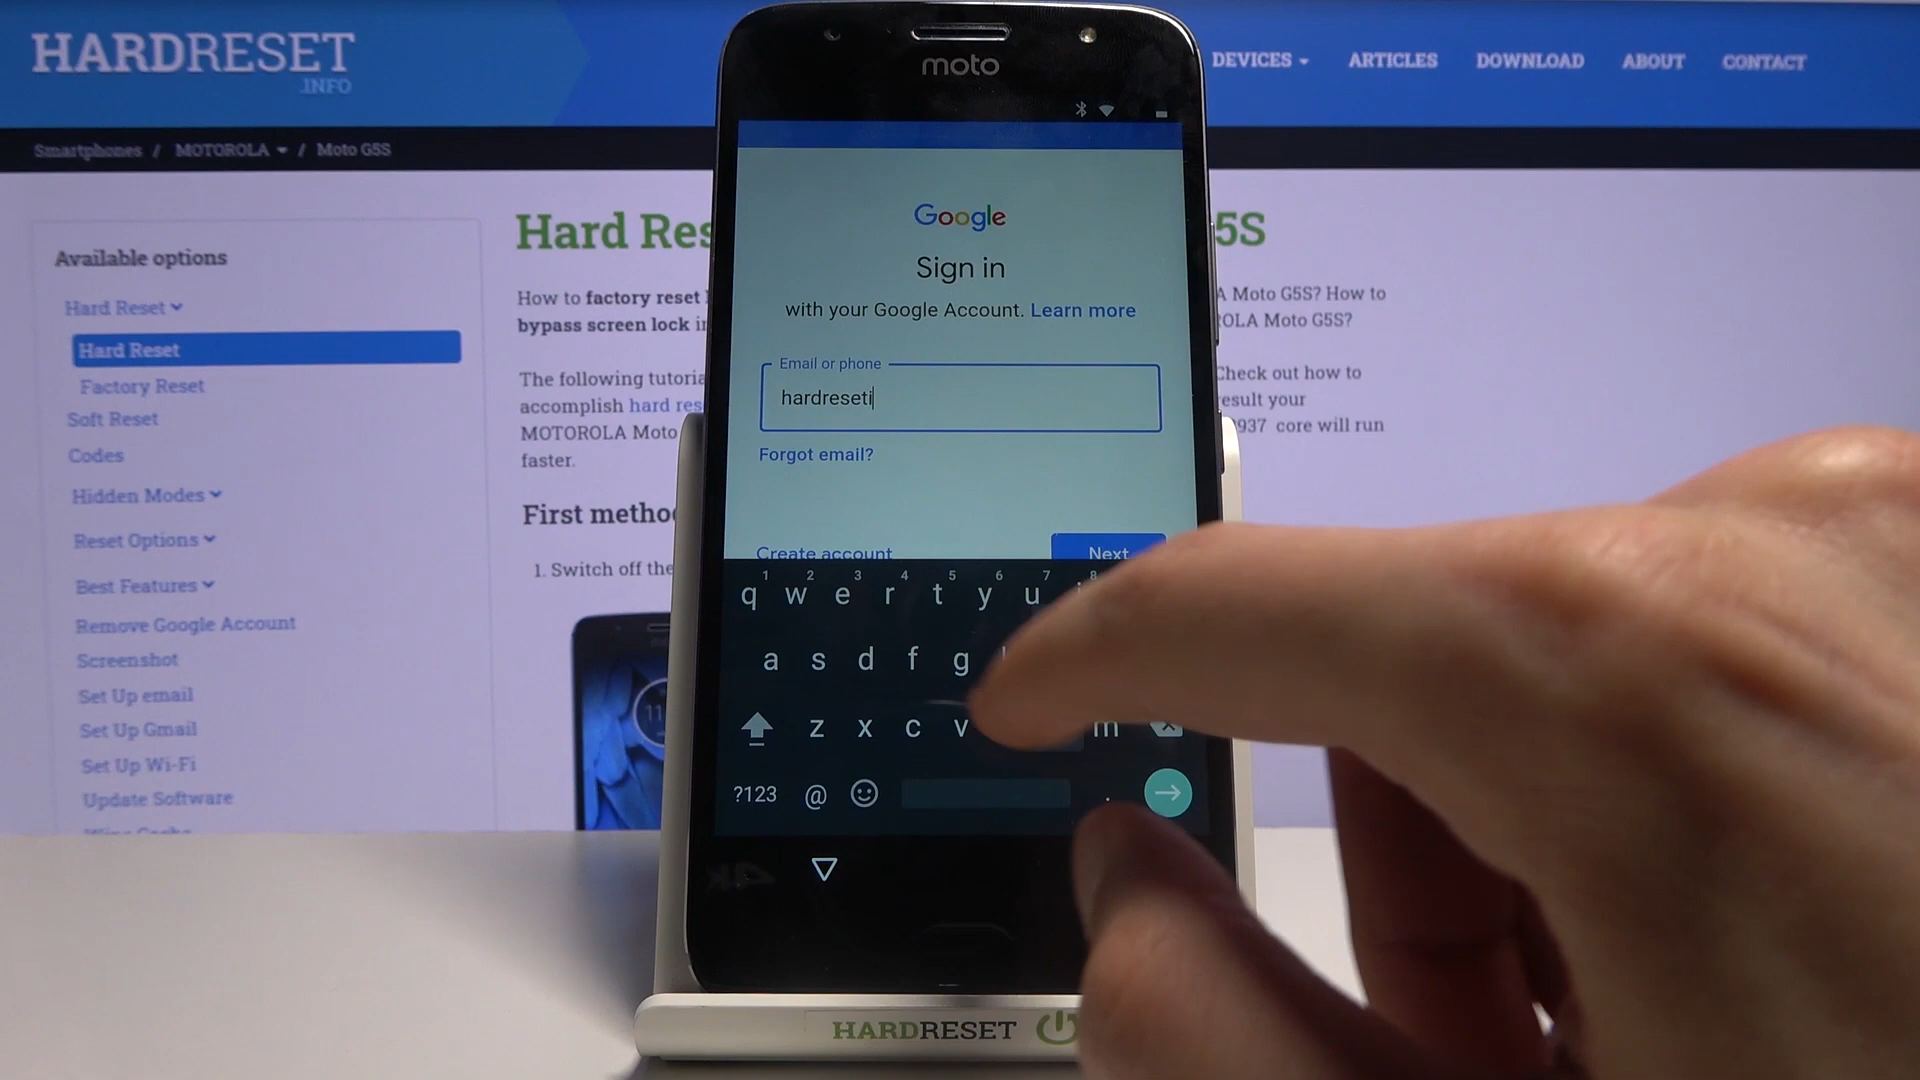 HARDRESET
.INFO
DEVICES
ARTICLES
DOWNLOAD
ABOUT
CONTACT
Smartphones / MOTOROLA / Moto G5S
Available options
Hard Reset
Hard Reset
Factory Reset
Soft Reset
Codes
Hidden Modes
Reset Options
Best Features
Remove Google Account
Screenshot
Set Up email
Set Up Gmail
Set Up Wi-Fi
Update Software
Hard Res
G5S
How to factory reset
bypass screen lock in
The following tutoria
accomplish hard res
MOTOROLA Moto
faster.
First metho
1. Switch off the
A Moto G5S? How to
OLA Moto G5S?
Check out how to
result your
937 core will run
11
moto
Google
Sign in
with your Google Account. Learn more
Email or phone
hardreseti
Forgot email?
Create account
Next
1 2 3 4 5 6 7 8
q w e r t y u i
a s d f g
z x c v m
?123 @ .
4K
HARDRESET